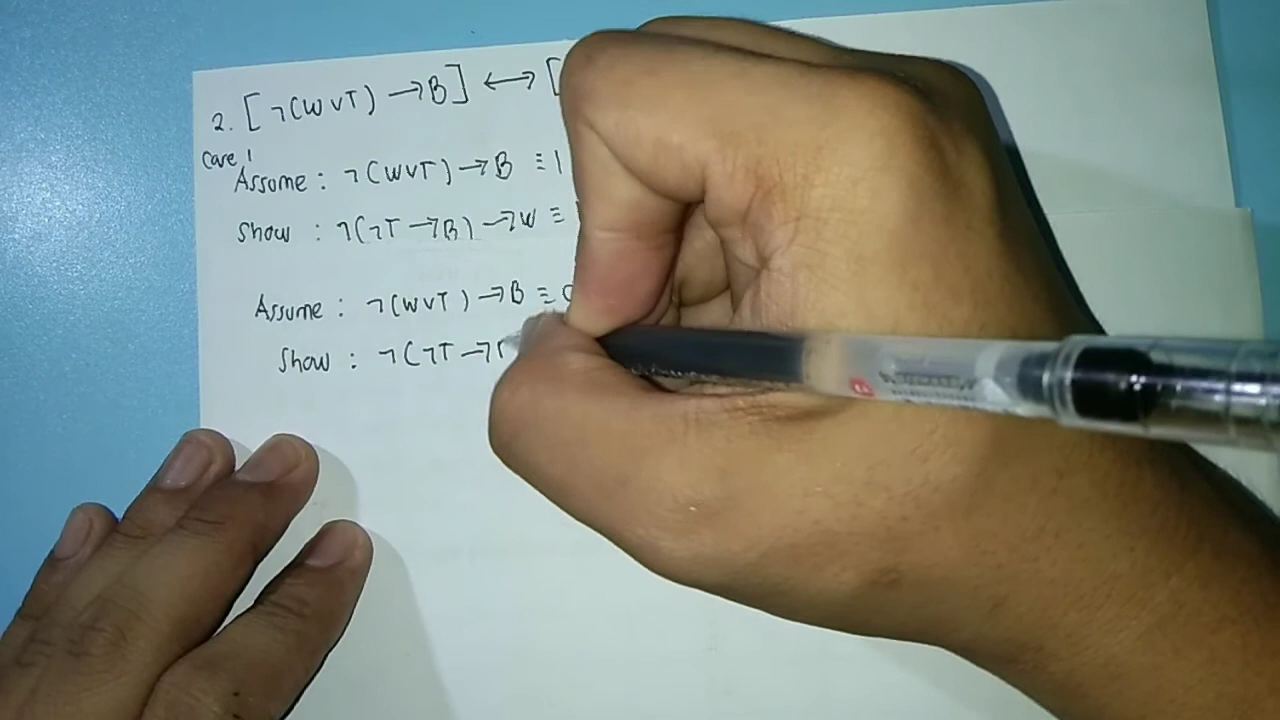 2. [¬(W∨T) → B] ⟷ [
Case 1
Assume : ¬(W∨T) → B ≡ 1
Show : ¬(¬T → ¬B) → W ≡
Assume : ¬(W∨T) → B ≡ 0
Show : ¬(¬T → ¬